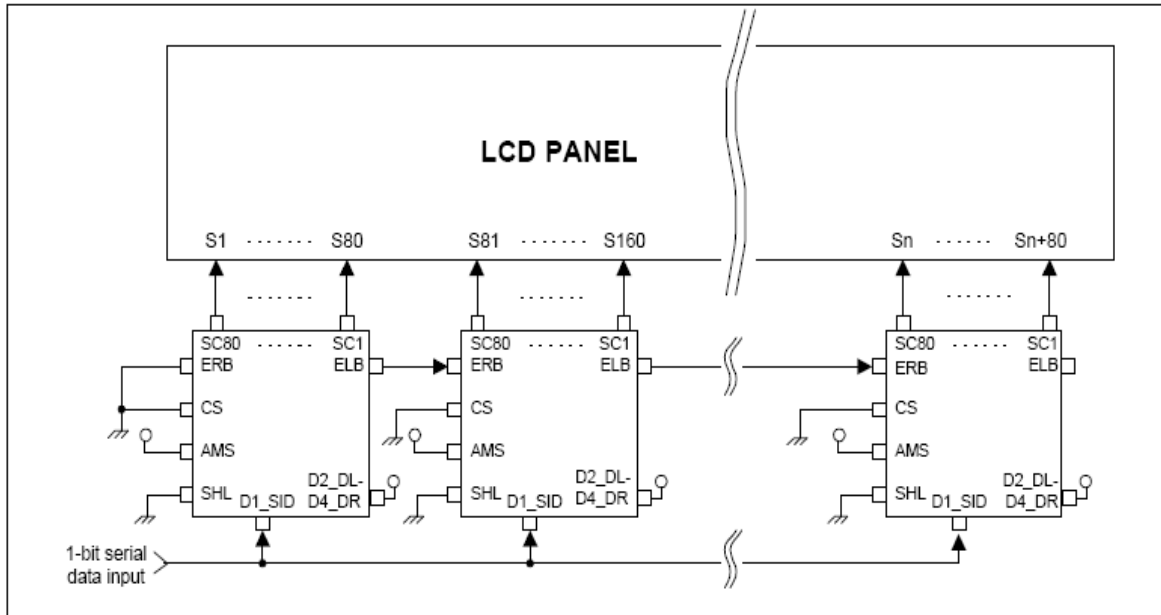 LCD PANEL
S1 ······· S80 S81 ······· S160 Sn ······· Sn+80
SC80 ······ SC1 SC80 ······ SC1 SC80 ······ SC1
ERB ELB ERB ELB ERB ELB
CS CS CS
AMS AMS AMS
D2_DL- D2_DL- D2_DL-
SHL D1_SID D4_DR SHL D1_SID D4_DR SHL D1_SID D4_DR
1-bit serial
data input